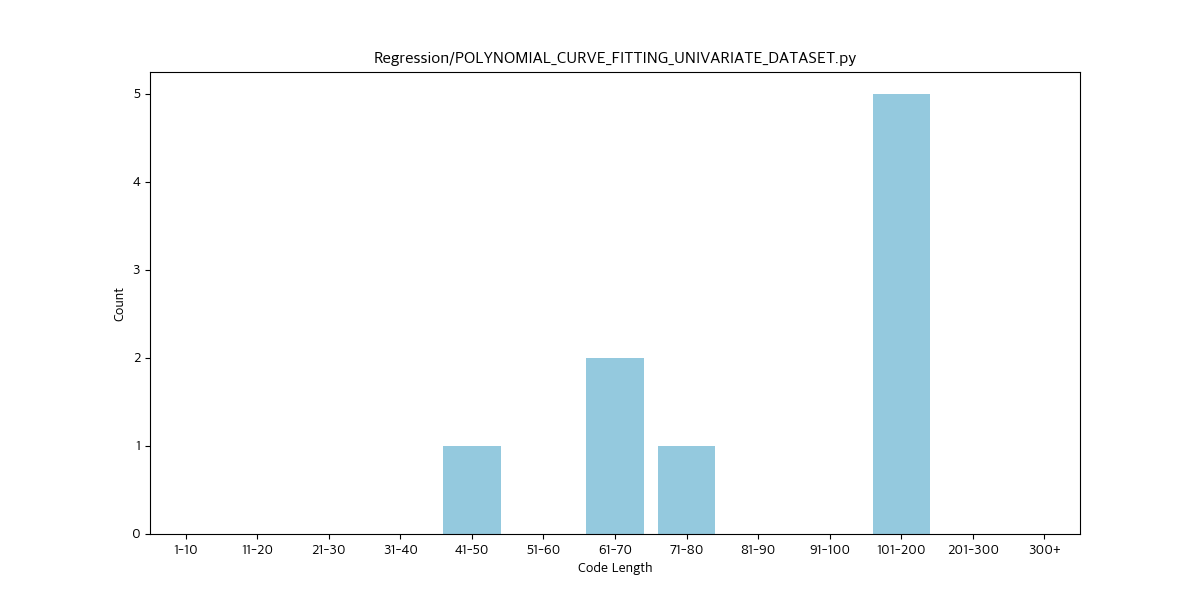 Regression/POLYNOMIAL_CURVE_FITTING_UNIVARIATE_DATASET.py
5
4
3
2
1
0
Count
1-10 11-20 21-30 31-40 41-50 51-60 61-70 71-80 81-90 91-100 101-200 201-300 300+
Code Length